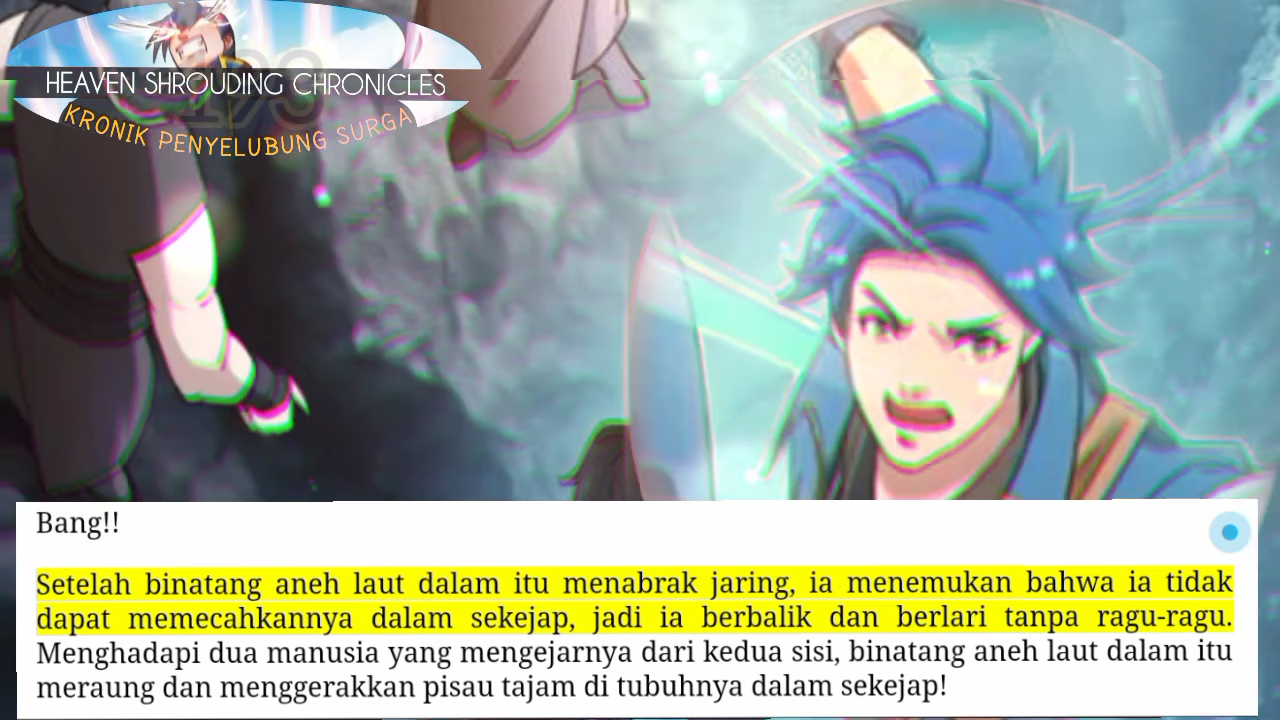 HEAVEN SHROUDING CHRONICLES
KRONIK PENYELUBUNG SURGA
Bang!!
Setelah binatang aneh laut dalam itu menabrak jaring, ia menemukan bahwa ia tidak
dapat memecahkannya dalam sekejap, jadi ia berbalik dan berlari tanpa ragu-ragu.
Menghadapi dua manusia yang mengejarnya dari kedua sisi, binatang aneh laut dalam itu
meraung dan menggerakkan pisau tajam di tubuhnya dalam sekejap!